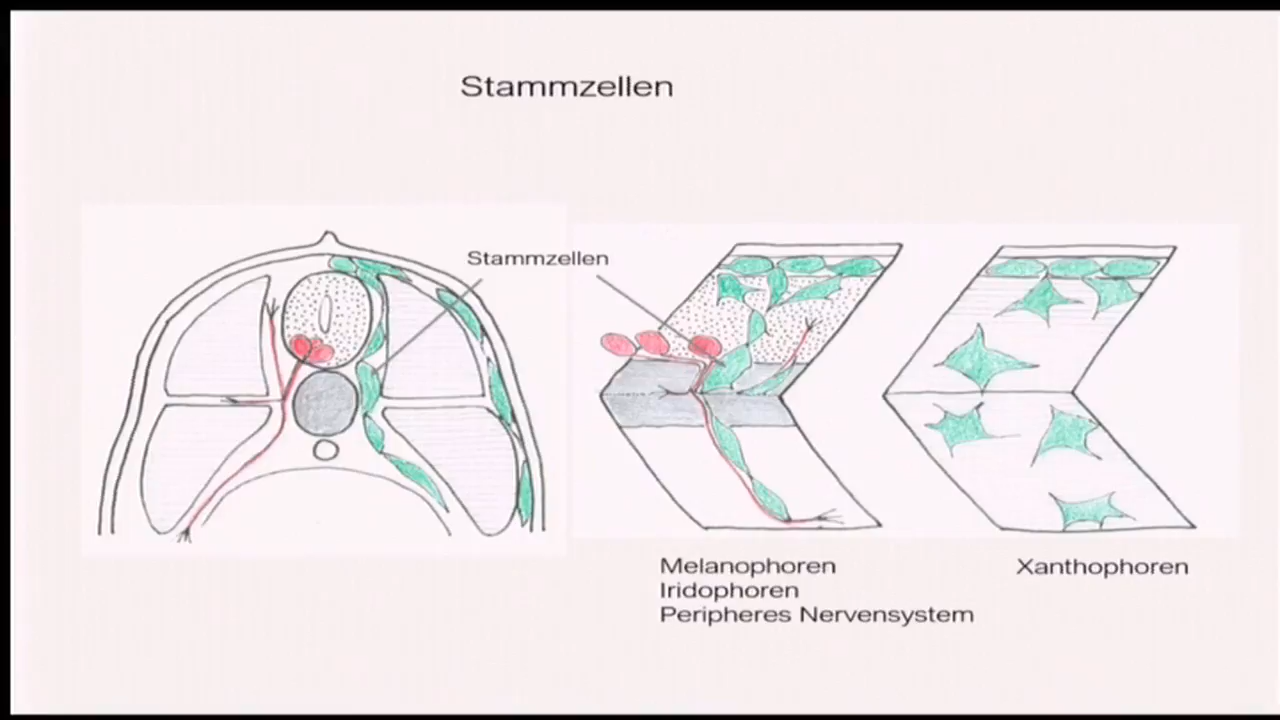 Stammzellen
Stammzellen
Melanophoren
Iridophoren
Peripheres Nervensystem
Xanthophoren